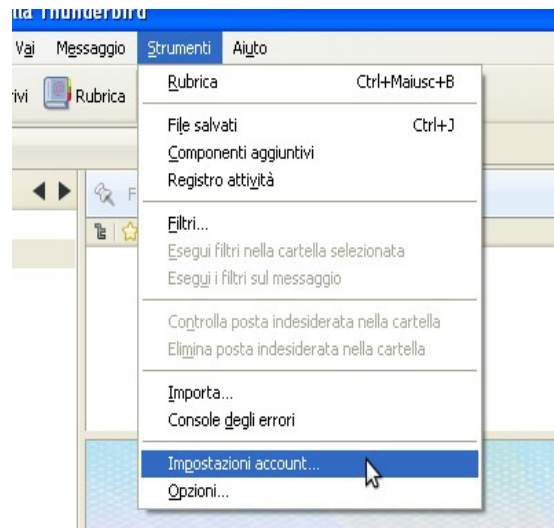 Thunderbird
Vai Messaggio Strumenti Aiuto
Rubrica
Rubrica Ctrl+Maiusc+B
File salvati Ctrl+J
Componenti aggiuntivi
Registro attività
Filtri...
Esegui filtri nella cartella selezionata
Esegui i filtri sul messaggio
Controlla posta indesiderata nella cartella
Elimina posta indesiderata nella cartella
Importa...
Console degli errori
Impostazioni account...
Opzioni...